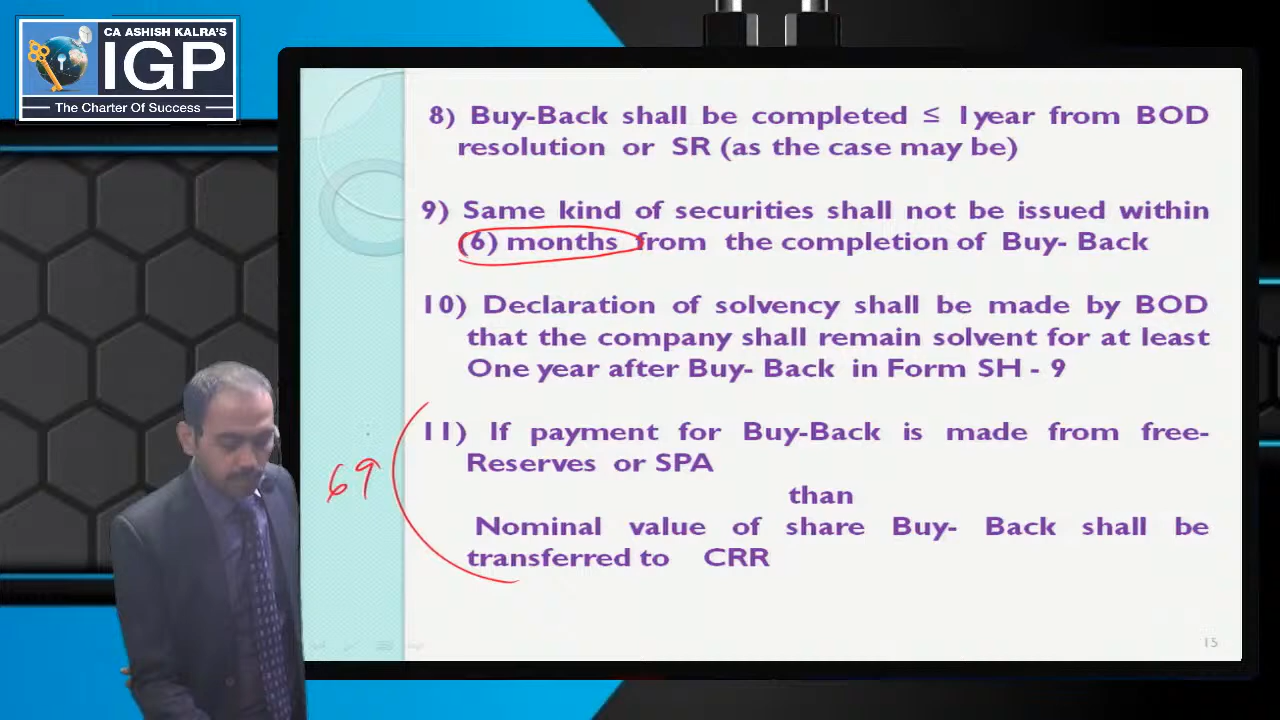 CA ASHISH KALRA'S
IGP
The Charter Of Success
8) Buy-Back shall be completed ≤ 1year from BOD
resolution or SR (as the case may be)
9) Same kind of securities shall not be issued within
(6) months from the completion of Buy- Back
10) Declaration of solvency shall be made by BOD
that the company shall remain solvent for at least
One year after Buy- Back in Form SH - 9
11) If payment for Buy-Back is made from free-
Reserves or SPA
than
Nominal value of share Buy- Back shall be
transferred to CRR
69
15